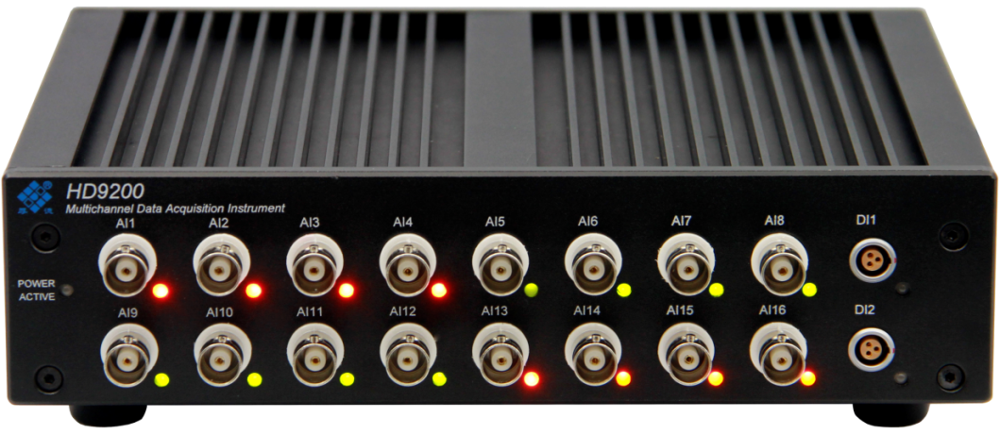 HD9200
Multichannel Data Acquisition Instrument
AI1 AI2 AI3 AI4 AI5 AI6 AI7 AI8 DI1
POWER
ACTIVE
AI9 AI10 AI11 AI12 AI13 AI14 AI15 AI16 DI2